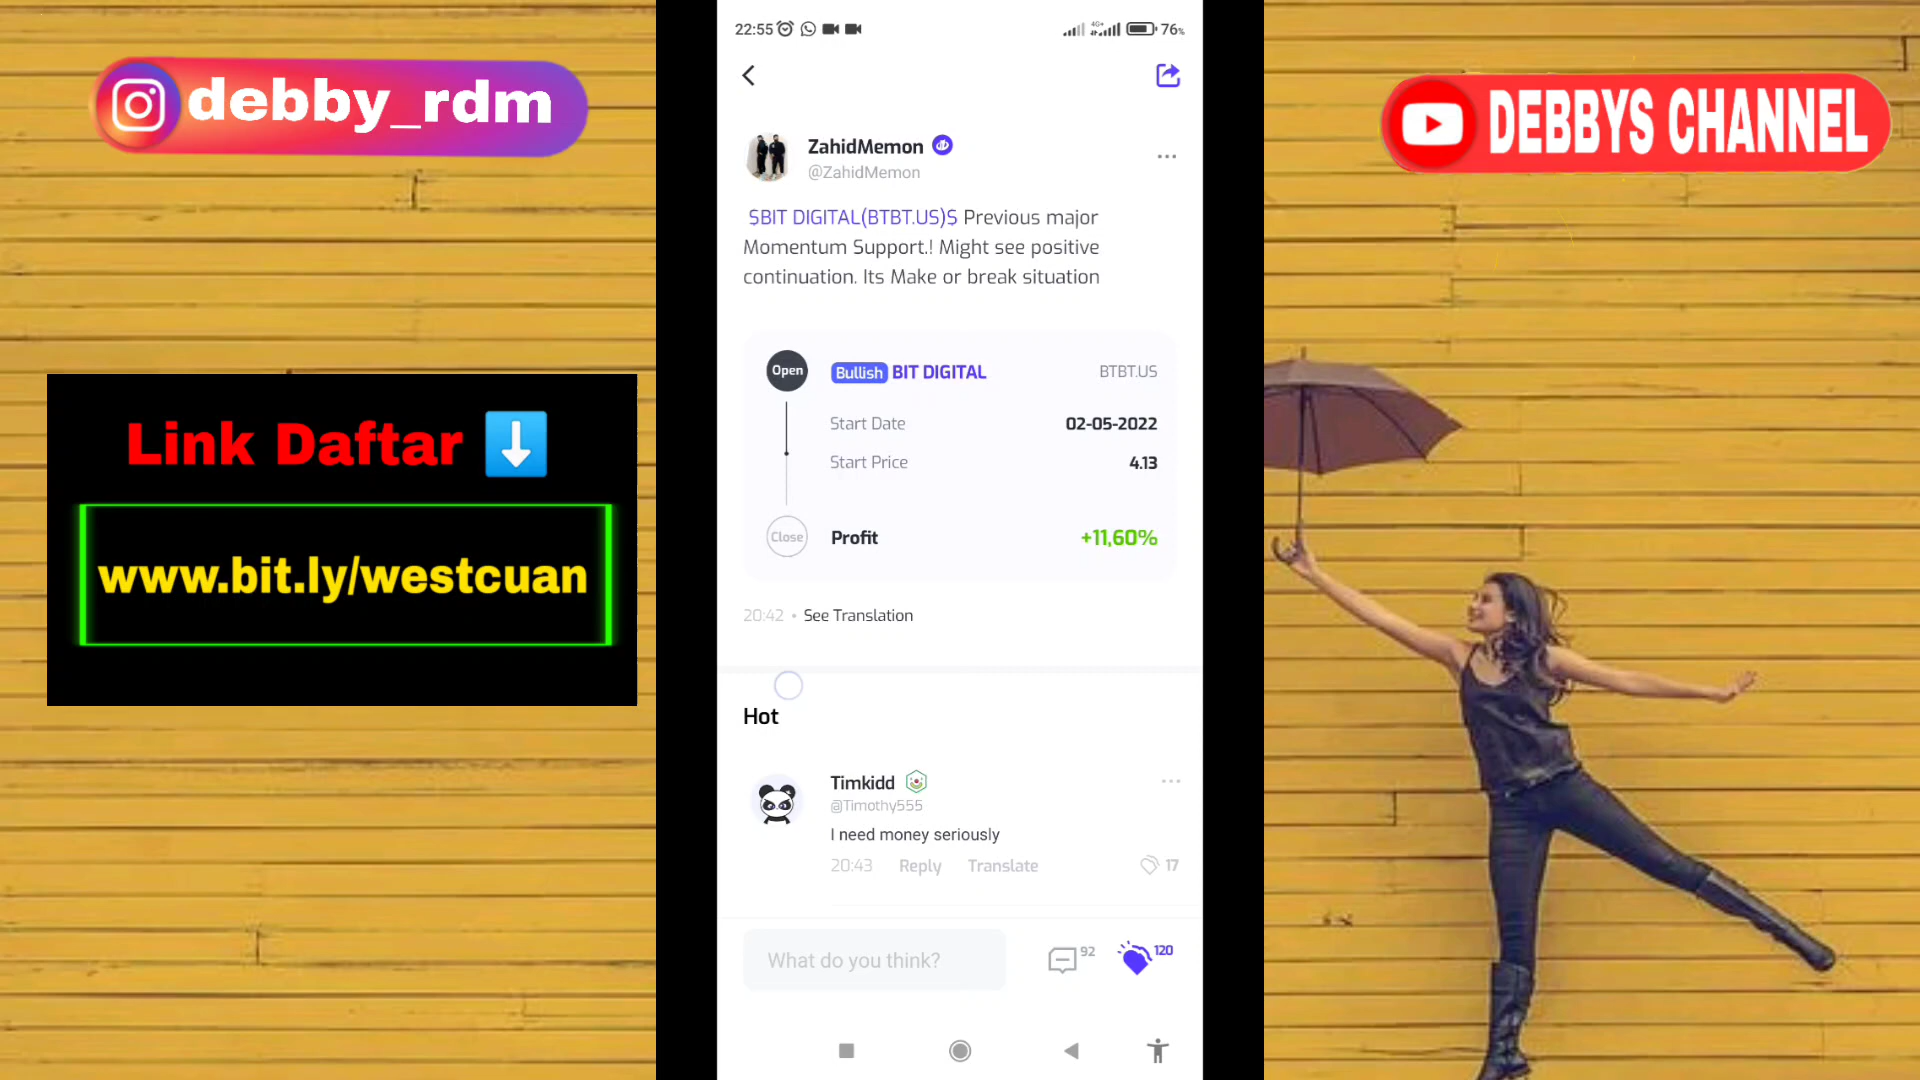 debby_rdm
Link Daftar
www.bit.ly/westcuan
22:55
4G+
76%
ZahidMemon
@ZahidMemon
$BIT DIGITAL(BTBT.US)$ Previous major
Momentum Support.! Might see positive
continuation. Its Make or break situation
Open
Bullish BIT DIGITAL
BTBT.US
Start Date
02-05-2022
Start Price
4.13
Close
Profit
+11,60%
20:42 • See Translation
Hot
Timkidd
@Timothy555
I need money seriously
20:43 Reply Translate
17
What do you think?
92
120
DEBBYS CHANNEL